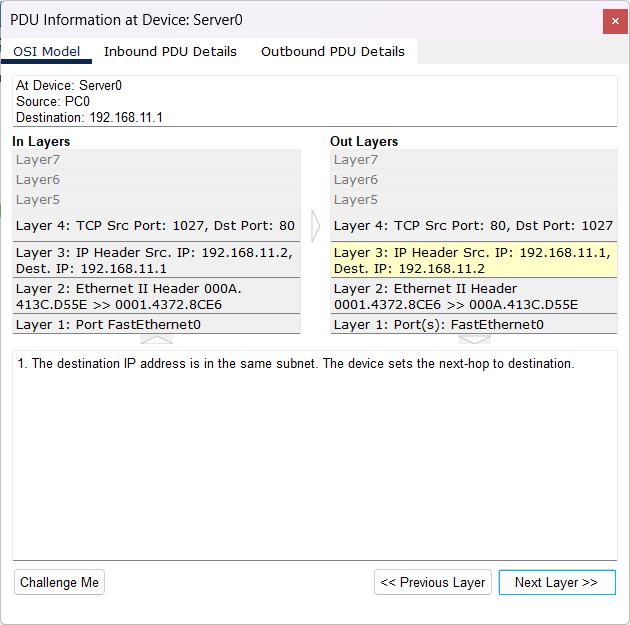 PDU Information at Device: Server0
OSI Model
Inbound PDU Details
Outbound PDU Details
At Device: Server0
Source: PC0
Destination: 192.168.11.1
In Layers
Layer7
Layer6
Layer5
Layer 4: TCP Src Port: 1027, Dst Port: 80
Layer 3: IP Header Src. IP: 192.168.11.2,
Dest. IP: 192.168.11.1
Layer 2: Ethernet II Header 000A.
413C.D55E >> 0001.4372.8CE6
Layer 1: Port FastEthernet0
Out Layers
Layer7
Layer6
Layer5
Layer 4: TCP Src Port: 80, Dst Port: 1027
Layer 3: IP Header Src. IP: 192.168.11.1,
Dest. IP: 192.168.11.2
Layer 2: Ethernet II Header
0001.4372.8CE6 >> 000A.413C.D55E
Layer 1: Port(s): FastEthernet0
1. The destination IP address is in the same subnet. The device sets the next-hop to destination.
Challenge Me
<< Previous Layer
Next Layer >>